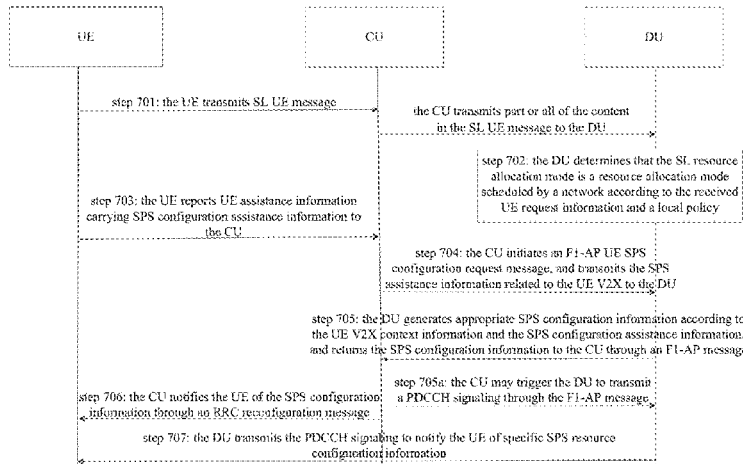 UE
CU
DU
step 701: the UE transmits SL UE message
the CU transmits part or all of the content
in the SL UE message to the DU
step 702: the DU determines that the SL resource
allocation mode is a resource allocation mode
scheduled by a network according to the received
UE request information and a local policy
step 703: the UE reports UE assistance information
carrying SPS configuration assistance information to
the CU
step 704: the CU initiates an F1-AP UE SPS
configuration request message, and transmits the SPS
assistance information related to the UE V2X to the DU
step 705: the DU generates appropriate SPS configuration information according to
the UE V2X context information and the SPS configuration assistance information,
and returns the SPS configuration information to the CU through an F1-AP message
step 705a: the CU may trigger the DU to transmit
a PDCCH signaling through the F1-AP message
step 706: the CU notifies the UE of the SPS configuration
information through an RRC reconfiguration message
step 707: the DU transmits the PDCCH signaling to notify the UE of specific SPS resource
configuration information